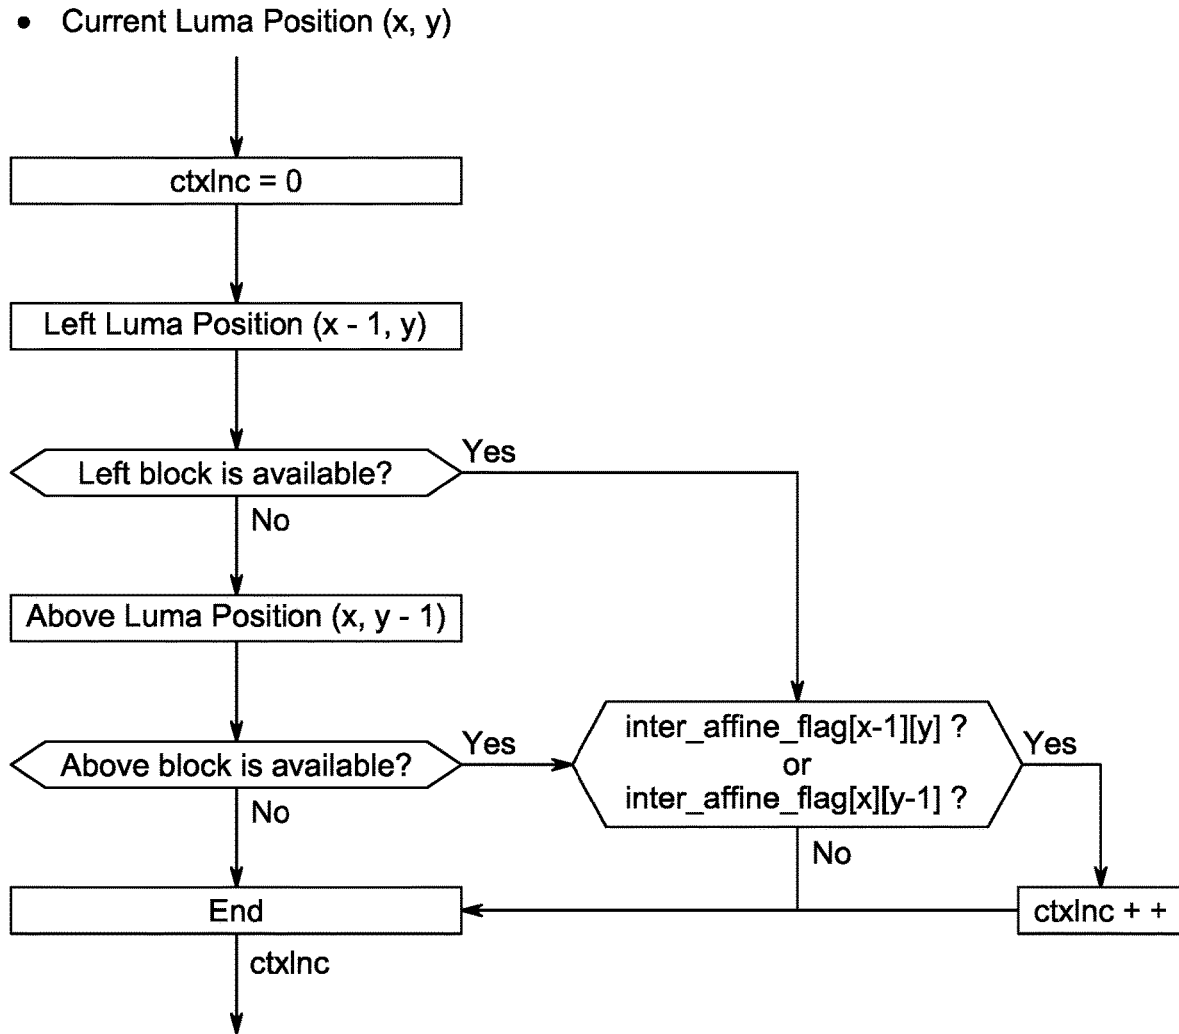 • Current Luma Position (x, y)
ctxInc = 0
Left Luma Position (x - 1, y)
Left block is available?
Yes
No
Above Luma Position (x, y - 1)
Above block is available?
Yes
No
inter_affine_flag[x-1][y] ?
or
inter_affine_flag[x][y-1] ?
Yes
No
ctxInc + +
End
ctxInc